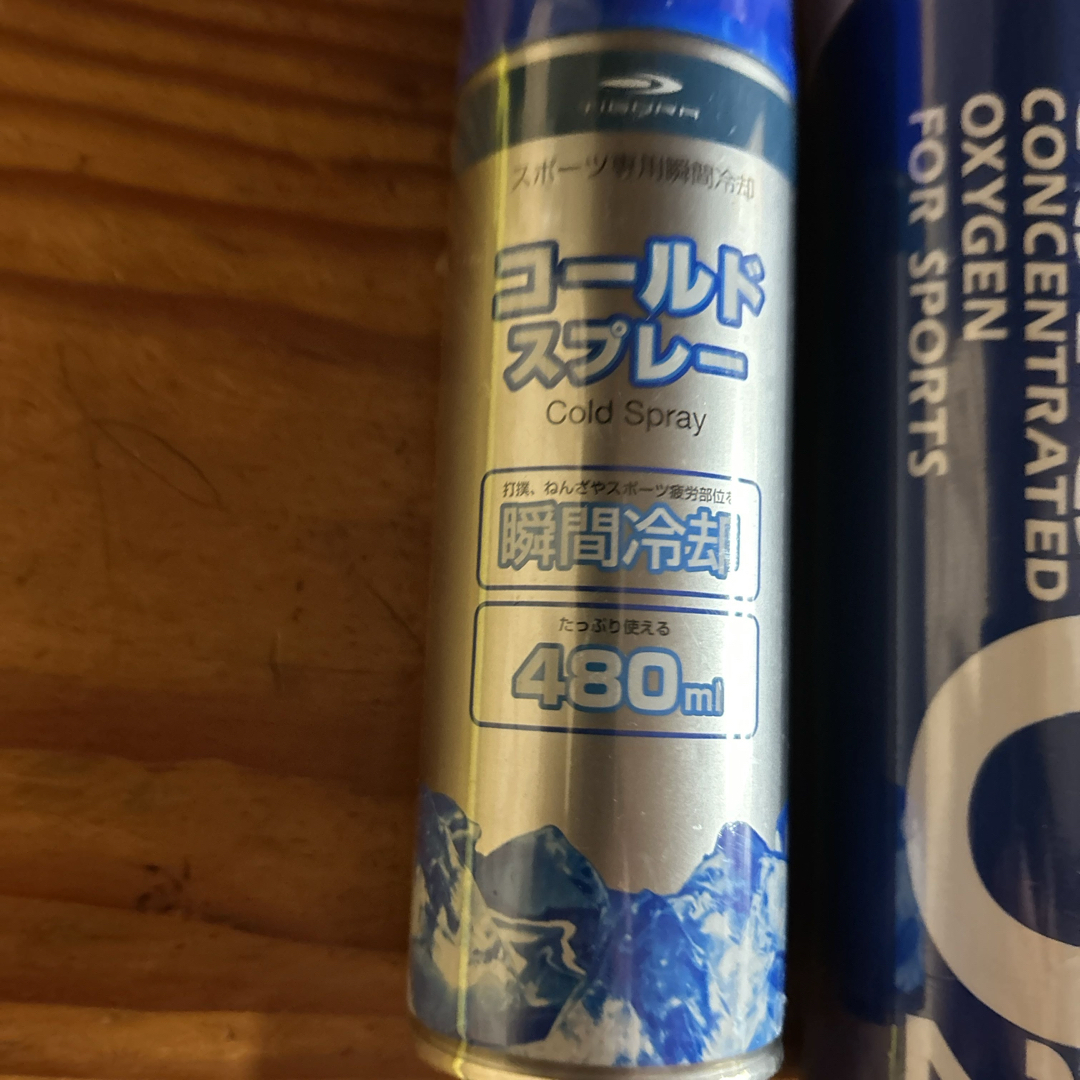 TIGORA
スポーツ専用瞬間冷却
コールド
スプレー
Cold Spray
打撲、ねんざやスポーツ疲労部位を
瞬間冷却
たっぷり使える
480ml
CONCENTRATED
OXYGEN
FOR SPORTS